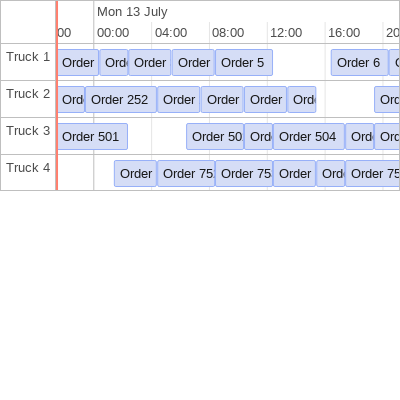 Mon 13 July
00 00:00 04:00 08:00 12:00 16:00 20
Truck 1 Order Ord Order Order Order 5 Order 6
Truck 2 Ord Order 252 Order Order Order Ord Ord
Truck 3 Order 501 Order 50 Ord Order 504 Ord Ord
Truck 4 Order Order 75 Order 75 Order Ord Order 75